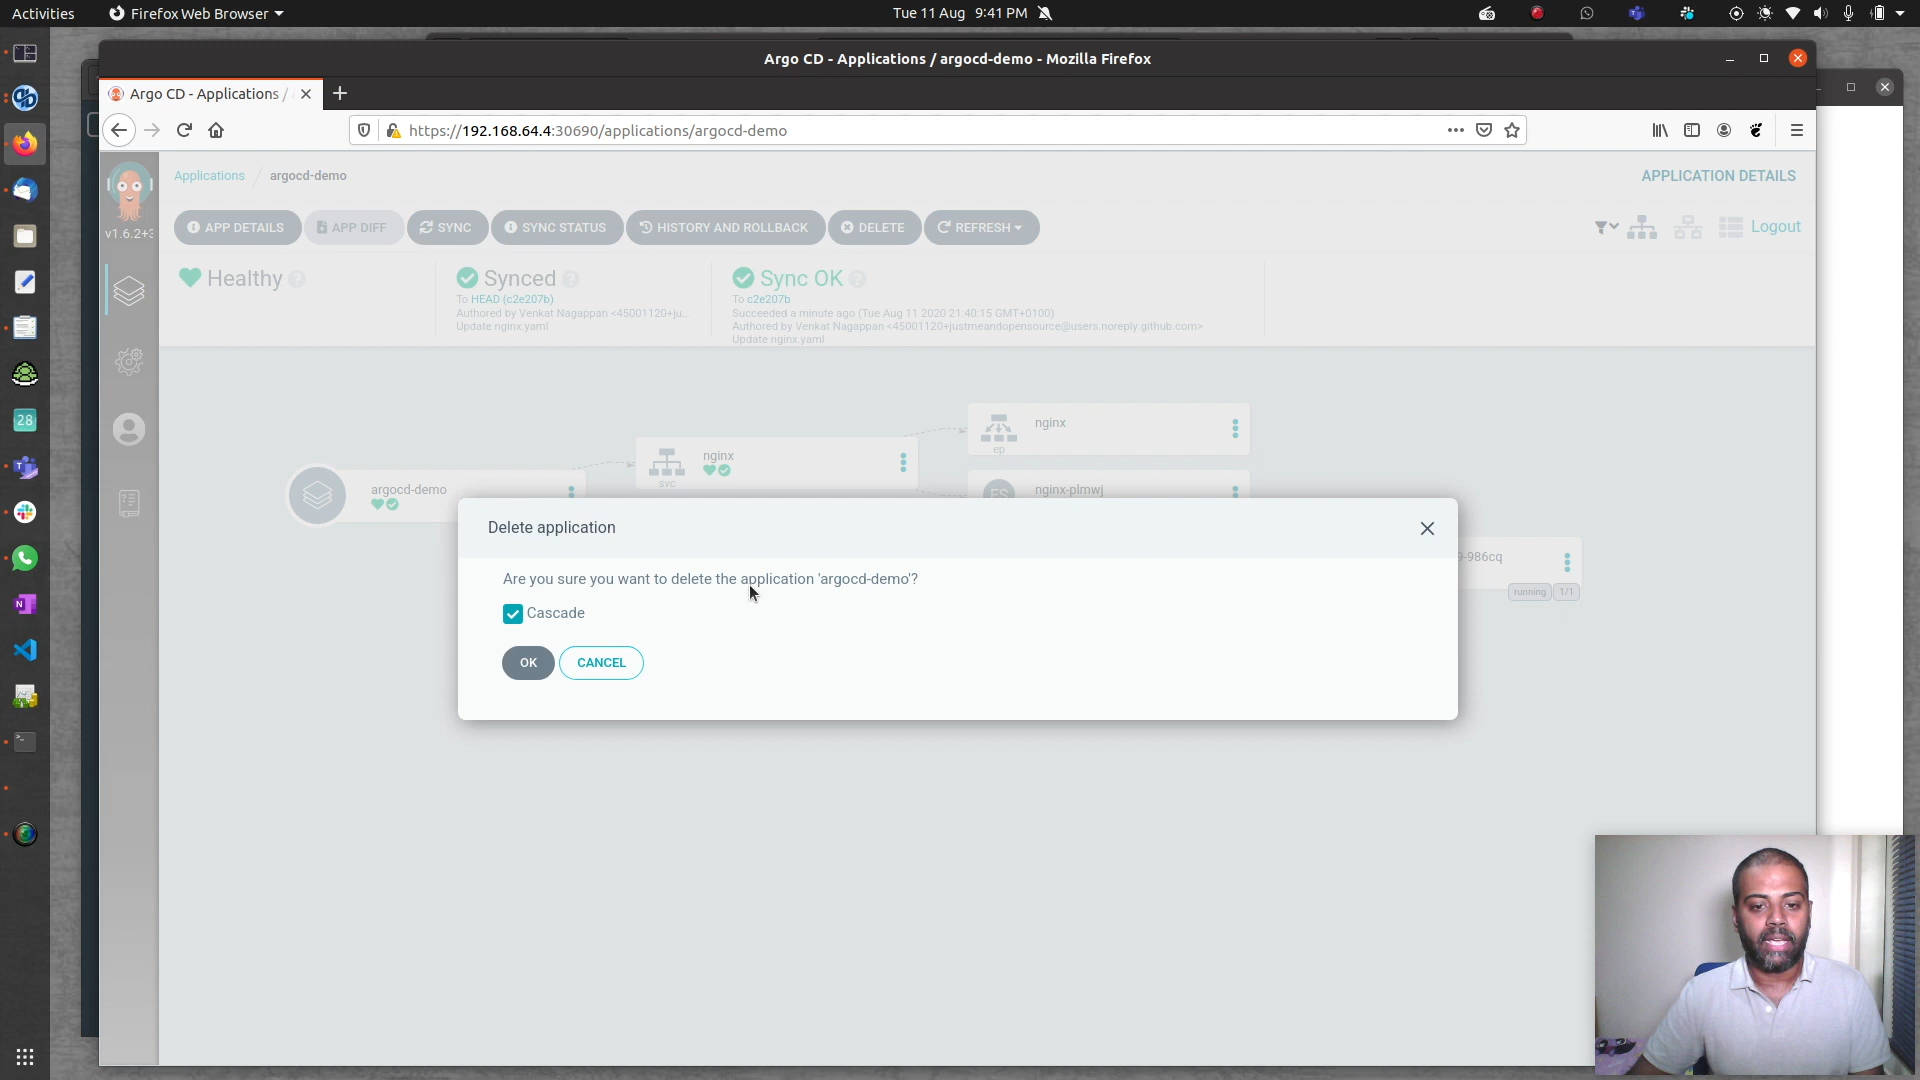 Activities
Firefox Web Browser
Tue 11 Aug 9:41 PM
Argo CD - Applications / argocd-demo - Mozilla Firefox
Argo CD - Applications /
https://192.168.64.4:30690/applications/argocd-demo
Applications
argocd-demo
APPLICATION DETAILS
v1.6.2+3
APP DETAILS
APP DIFF
SYNC
SYNC STATUS
HISTORY AND ROLLBACK
DELETE
REFRESH
Logout
Healthy
Synced
To HEAD (c2e207b)
Authored by Venkat Nagappan <45001120+ju...
Update nginx.yaml
Sync OK
To c2e207b
Succeeded a minute ago (Tue Aug 11 2020 21:40:15 GMT+0100)
Authored by Venkat Nagappan <45001120+justmeandopensource@users.noreply.github.com>
Update nginx.yaml
nginx
ep
nginx
svc
argocd-demo
ES
nginx-plmwj
9-986cq
running
1/1
Delete application
Are you sure you want to delete the application 'argocd-demo'?
Cascade
OK
CANCEL
28